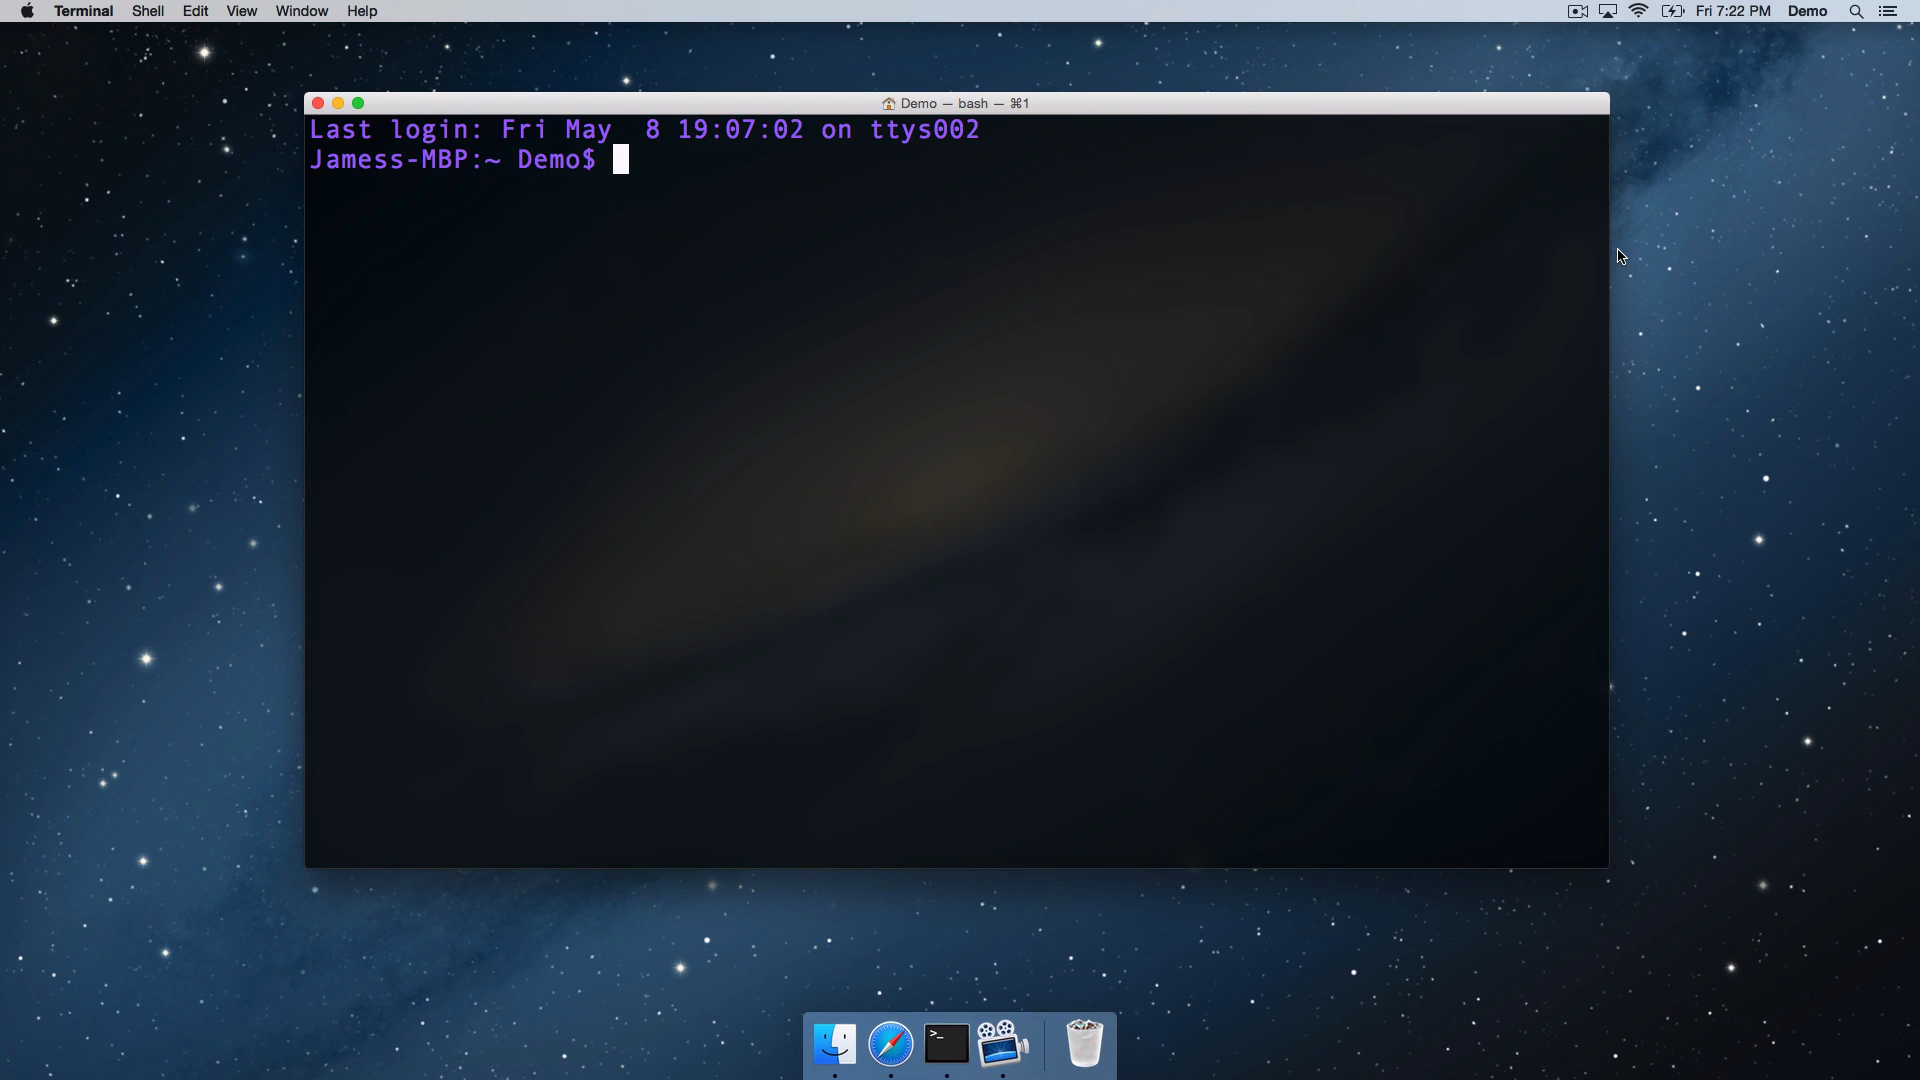 Terminal Shell Edit View Window Help Fri 7:22 PM Demo
Demo — bash — ⌘1
Last login: Fri May  8 19:07:02 on ttys002
Jamess-MBP:~ Demo$
>_